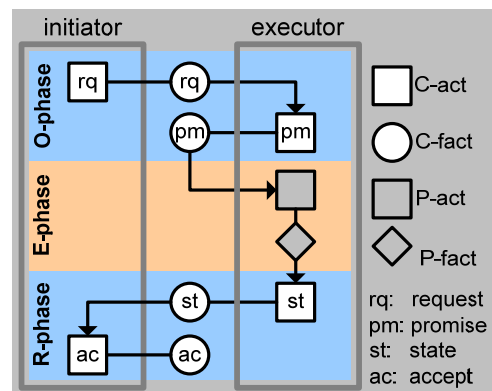 initiator
executor
O-phase
rq
rq
pm
pm
E-phase
R-phase
st
st
ac
ac
C-act
C-fact
P-act
P-fact
rq: request
pm: promise
st: state
ac: accept